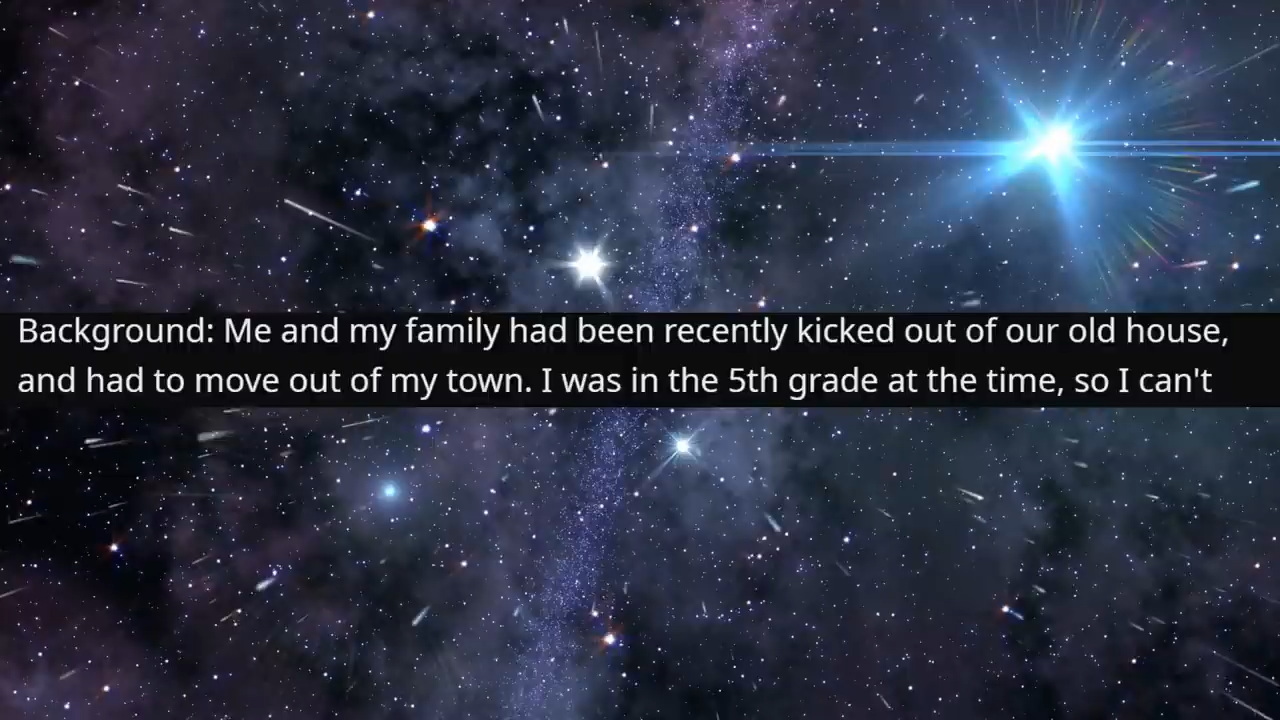 Background: Me and my family had been recently kicked out of our old house,
and had to move out of my town. I was in the 5th grade at the time, so I can't